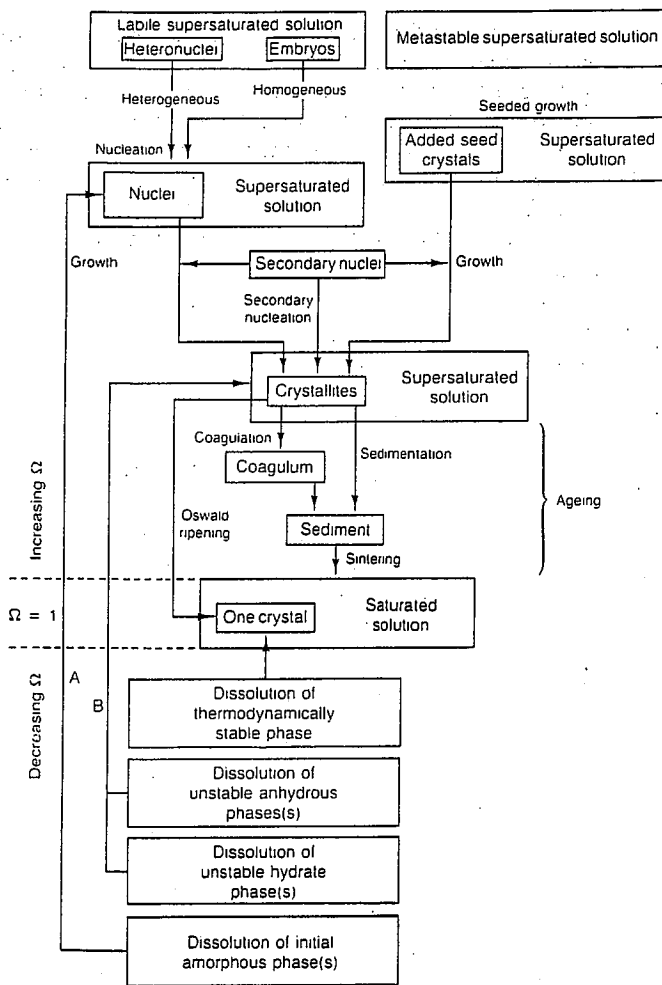 Labile supersaturated solution
Heteronuclei
Embryos
Metastable supersaturated solution
Heterogeneous
Homogeneous
Seeded growth
Nucleation
Added seed
crystals
Supersaturated
solution
Nuclei
Supersaturated
solution
Growth
Secondary nuclei
Growth
Secondary
nucleation
Crystallites
Supersaturated
solution
Coagulation
Coagulum
Sedimentation
Ageing
Oswald
ripening
Sediment
Sintering
Increasing Ω
Ω = 1
One crystal
Saturated
solution
Decreasing Ω
A
B
Dissolution of
thermodynamically
stable phase
Dissolution of
unstable anhydrous
phases(s)
Dissolution of
unstable hydrate
phase(s)
Dissolution of initial
amorphous phase(s)